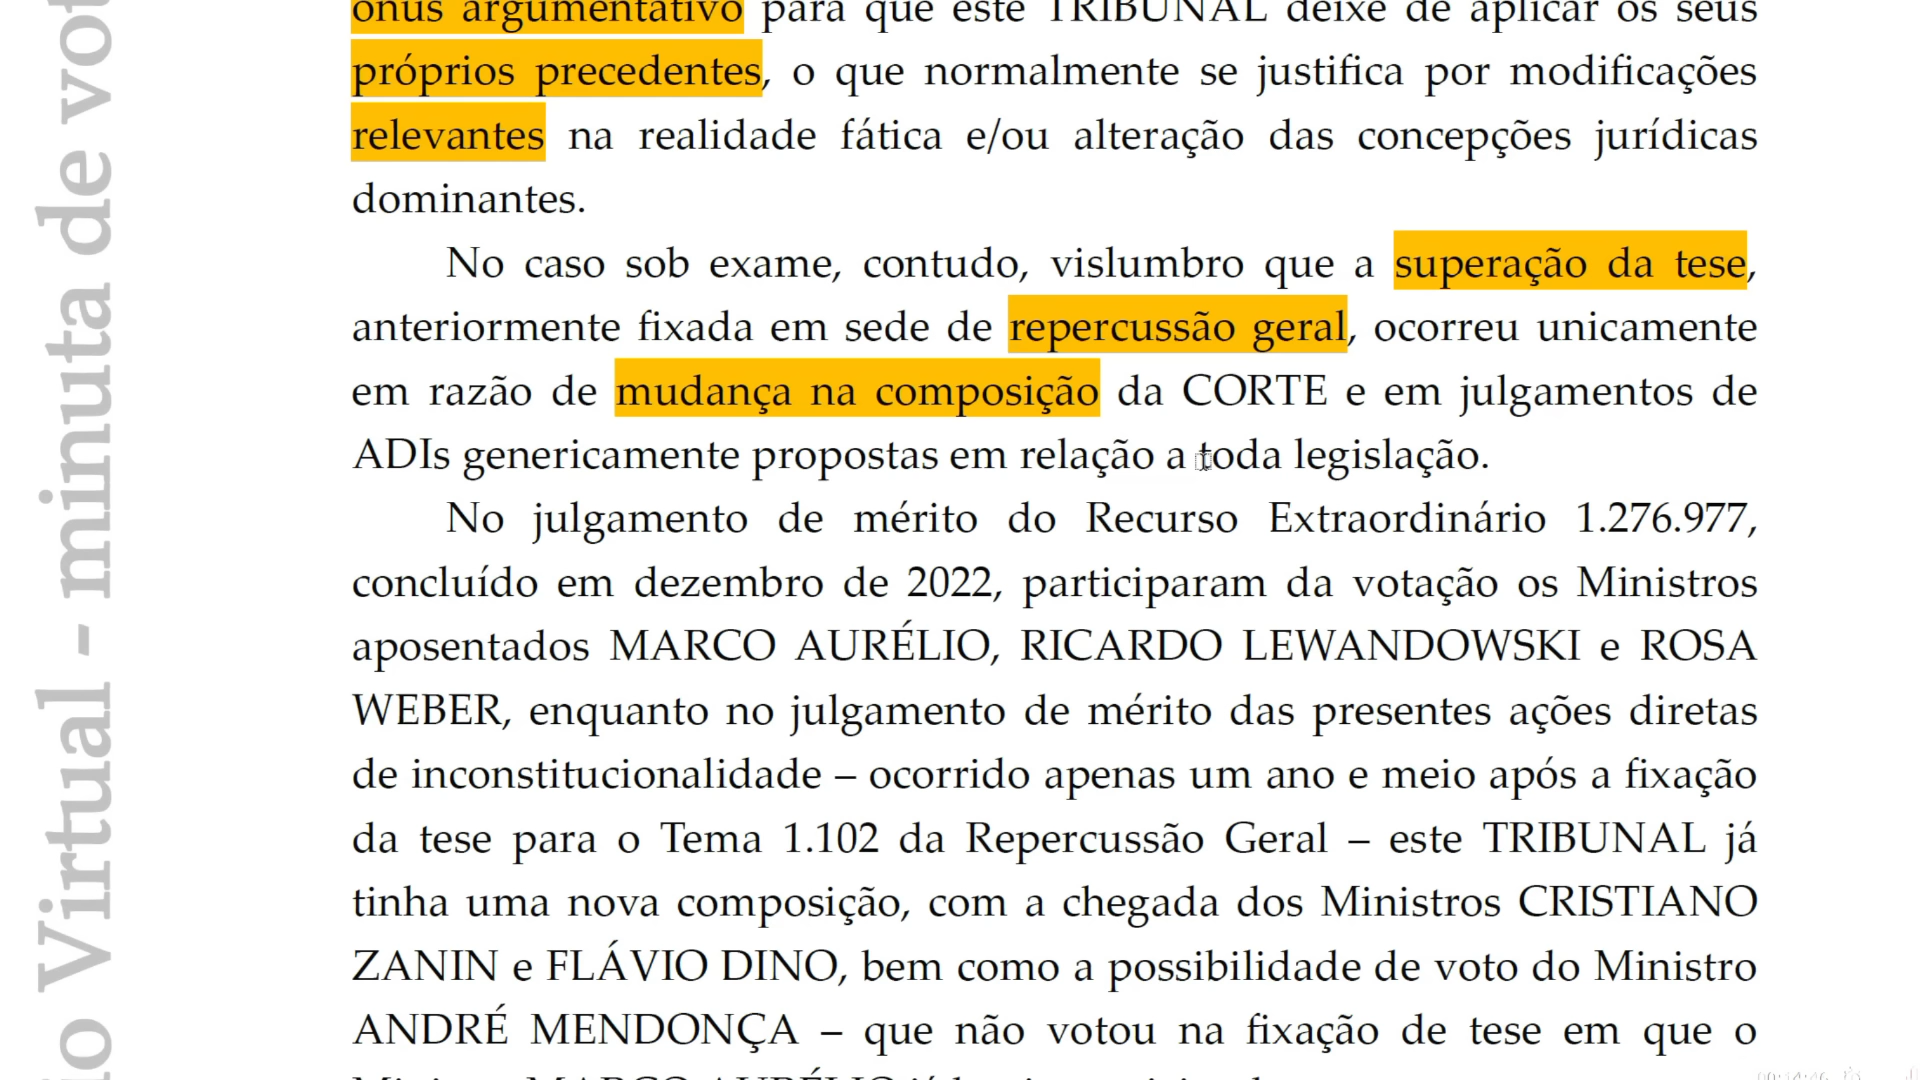 ônus argumentativo para que este TRIBUNAL deixe de aplicar os seus
próprios precedentes, o que normalmente se justifica por modificações
relevantes na realidade fática e/ou alteração das concepções jurídicas
dominantes.
No caso sob exame, contudo, vislumbro que a superação da tese,
anteriormente fixada em sede de repercussão geral, ocorreu unicamente
em razão de mudança na composição da CORTE e em julgamentos de
ADIs genericamente propostas em relação a toda legislação.
No julgamento de mérito do Recurso Extraordinário 1.276.977,
concluído em dezembro de 2022, participaram da votação os Ministros
aposentados MARCO AURÉLIO, RICARDO LEWANDOWSKI e ROSA
WEBER, enquanto no julgamento de mérito das presentes ações diretas
de inconstitucionalidade – ocorrido apenas um ano e meio após a fixação
da tese para o Tema 1.102 da Repercussão Geral – este TRIBUNAL já
tinha uma nova composição, com a chegada dos Ministros CRISTIANO
ZANIN e FLÁVIO DINO, bem como a possibilidade de voto do Ministro
ANDRÉ MENDONÇA – que não votou na fixação de tese em que o
MARCO AURÉLIO
Virtual - minuta de vot